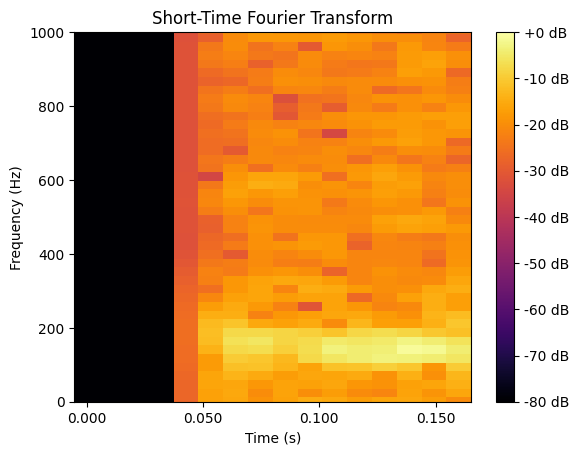 Short-Time Fourier Transform
1000
800
600
400
200
0
Frequency (Hz)
0.000
0.050
0.100
0.150
Time (s)
+0 dB
-10 dB
-20 dB
-30 dB
-40 dB
-50 dB
-60 dB
-70 dB
-80 dB